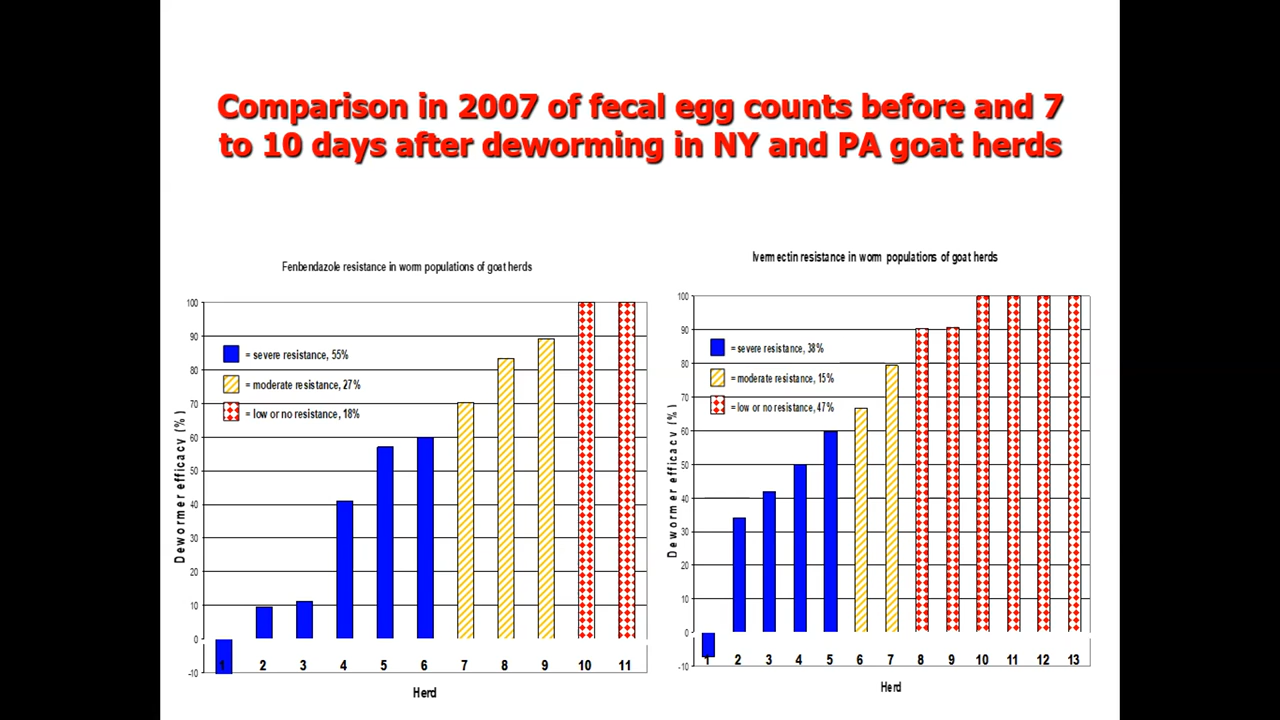 Comparison in 2007 of fecal egg counts before and 7
to 10 days after deworming in NY and PA goat herds
Fenbendazole resistance in worm populations of goat herds
100
90
80
70
60
50
40
30
20
10
0
-10
Dewormer efficacy (%)
= severe resistance, 55%
= moderate resistance, 27%
= low or no resistance, 18%
1 2 3 4 5 6 7 8 9 10 11
Herd
Ivermectin resistance in worm populations of goat herds
100
90
80
70
60
50
40
30
20
10
0
-10
Dewormer efficacy (%)
= severe resistance, 38%
= moderate resistance, 15%
= low or no resistance, 47%
1 2 3 4 5 6 7 8 9 10 11 12 13
Herd